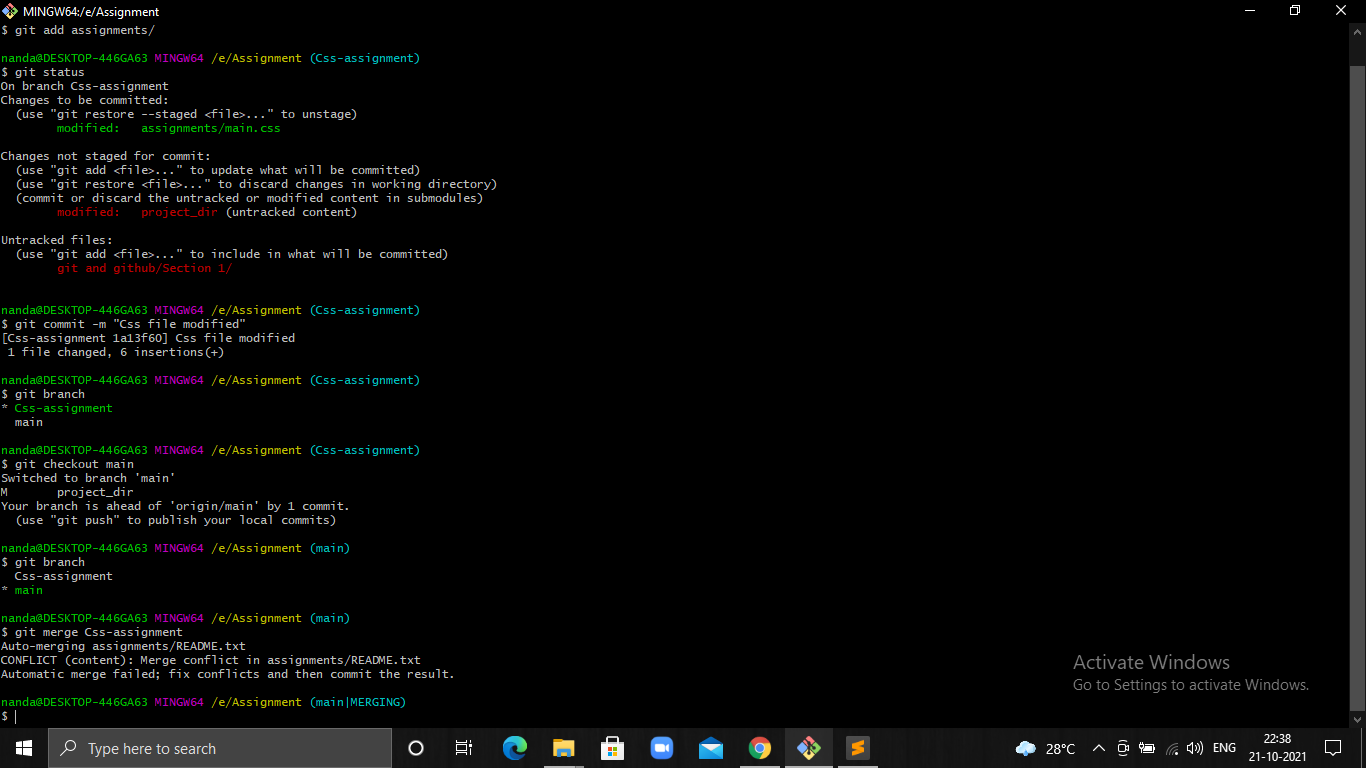 MINGW64:/e/Assignment
$ git add assignments/
nanda@DESKTOP-446GA63 MINGW64 /e/Assignment (Css-assignment)
$ git status
On branch Css-assignment
Changes to be committed:
  (use "git restore --staged <file>..." to unstage)
        modified:   assignments/main.css
Changes not staged for commit:
  (use "git add <file>..." to update what will be committed)
  (use "git restore <file>..." to discard changes in working directory)
  (commit or discard the untracked or modified content in submodules)
        modified:   project_dir (untracked content)
Untracked files:
  (use "git add <file>..." to include in what will be committed)
        git and github/Section 1/
nanda@DESKTOP-446GA63 MINGW64 /e/Assignment (Css-assignment)
$ git commit -m "Css file modified"
[Css-assignment 1a13f60] Css file modified
 1 file changed, 6 insertions(+)
nanda@DESKTOP-446GA63 MINGW64 /e/Assignment (Css-assignment)
$ git branch
* Css-assignment
  main
nanda@DESKTOP-446GA63 MINGW64 /e/Assignment (Css-assignment)
$ git checkout main
Switched to branch 'main'
M       project_dir
Your branch is ahead of 'origin/main' by 1 commit.
  (use "git push" to publish your local commits)
nanda@DESKTOP-446GA63 MINGW64 /e/Assignment (main)
$ git branch
  Css-assignment
* main
nanda@DESKTOP-446GA63 MINGW64 /e/Assignment (main)
$ git merge Css-assignment
Auto-merging assignments/README.txt
CONFLICT (content): Merge conflict in assignments/README.txt
Automatic merge failed; fix conflicts and then commit the result.
nanda@DESKTOP-446GA63 MINGW64 /e/Assignment (main|MERGING)
$
Activate Windows
Go to Settings to activate Windows.
Type here to search
28°C
ENG
22:38
21-10-2021